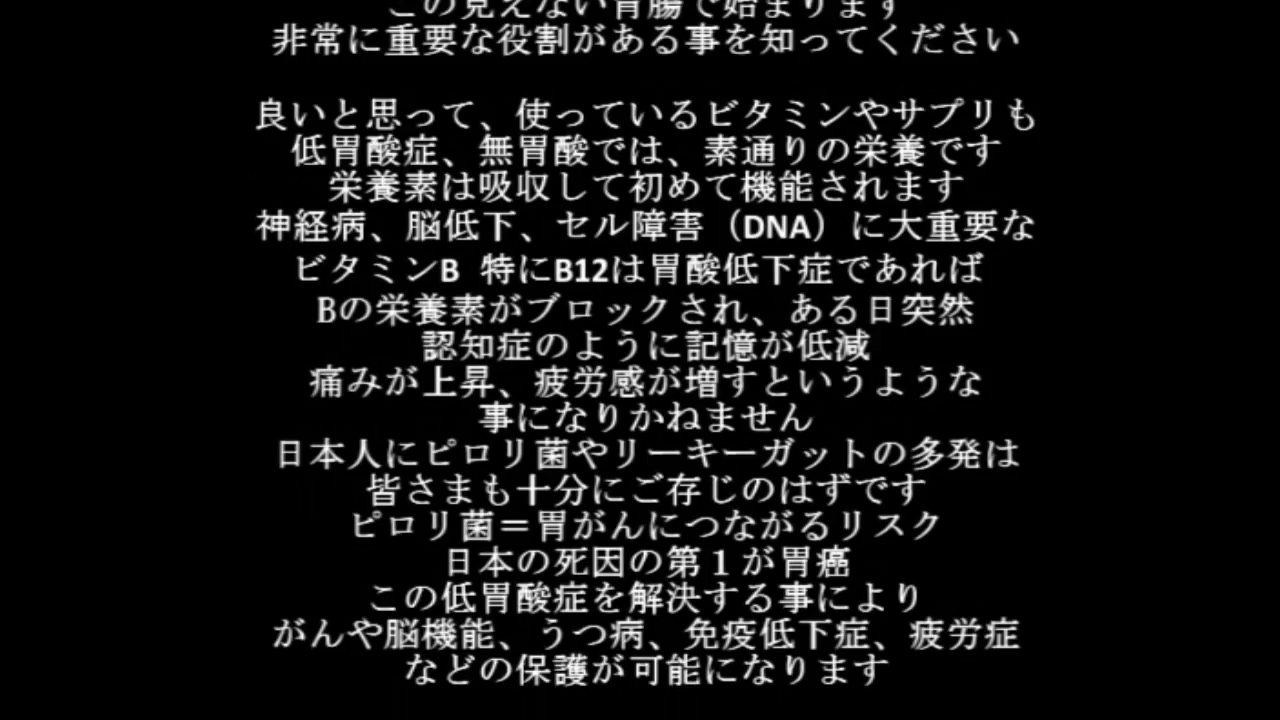 この見えない胃腸で始まります
非常に重要な役割がある事を知ってください
良いと思って、使っているビタミンやサプリも
低胃酸症、無胃酸では、素通りの栄養です
栄養素は吸収して初めて機能されます
神経病、脳低下、セル障害（DNA）に大重要な
ビタミンB 特にB12は胃酸低下症であれば
Bの栄養素がブロックされ、ある日突然
認知症のように記憶が低減
痛みが上昇、疲労感が増すというような
事になりかねません
日本人にピロリ菌やリーキーガットの多発は
皆さまも十分にご存じのはずです
ピロリ菌＝胃がんにつながるリスク
日本の死因の第１が胃癌
この低胃酸症を解決する事により
がんや脳機能、うつ病、免疫低下症、疲労症
などの保護が可能になります